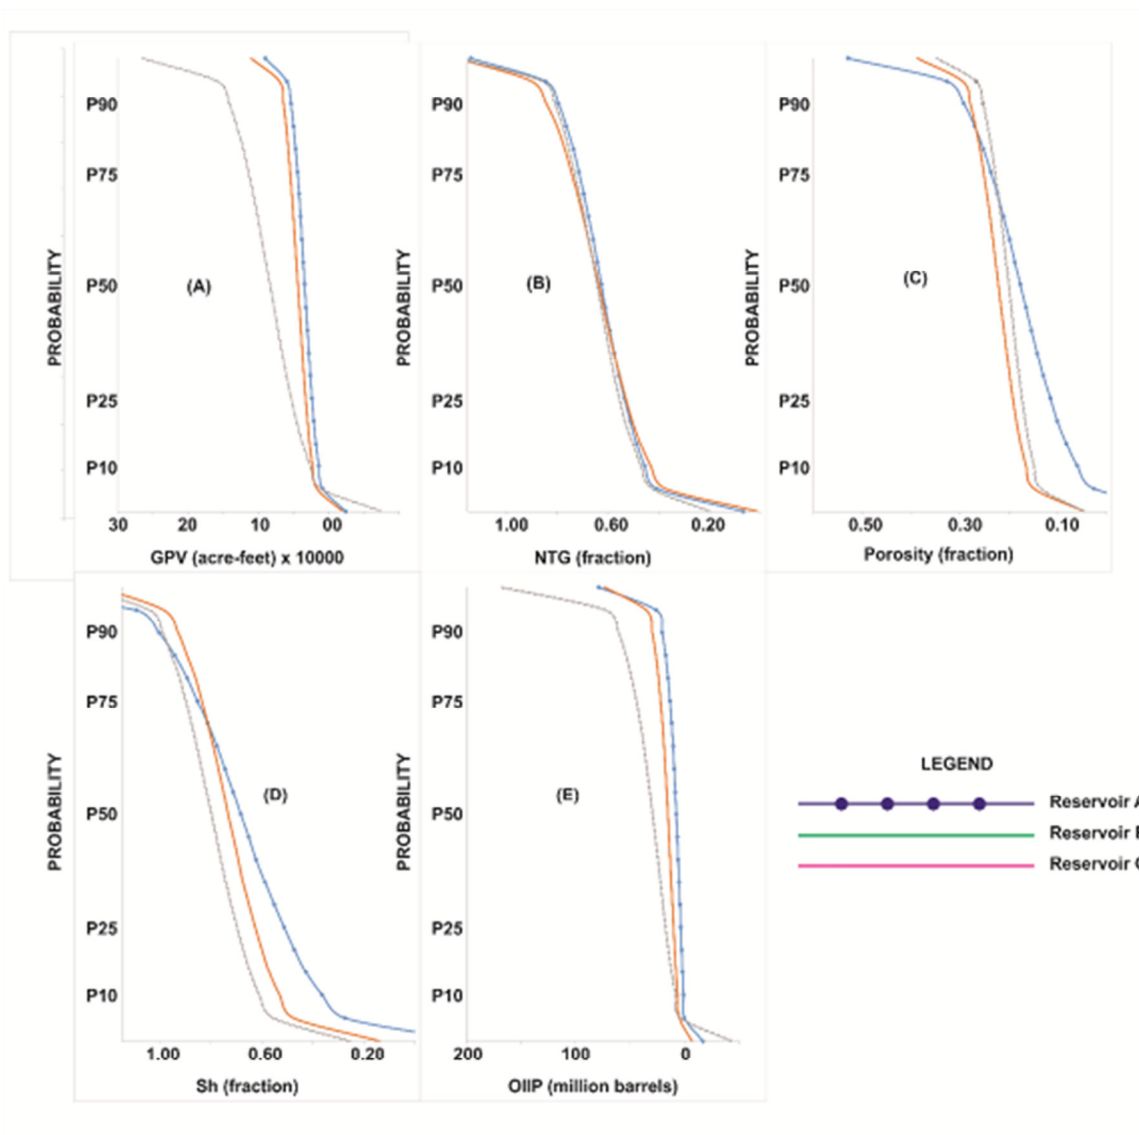 PROBABILITY
P90
P75
P50
P25
P10
(A)
30 20 10 00
GPV (acre-feet) x 10000
PROBABILITY
P90
P75
P50
P25
P10
(B)
1.00 0.60 0.20
NTG (fraction)
PROBABILITY
P90
P75
P50
P25
P10
(C)
0.50 0.30 0.10
Porosity (fraction)
PROBABILITY
P90
P75
P50
P25
P10
(D)
1.00 0.60 0.20
Sh (fraction)
PROBABILITY
P90
P75
P50
P25
P10
(E)
200 100 0
OIIP (million barrels)
LEGEND
Reservoir A
Reservoir
Reservoir